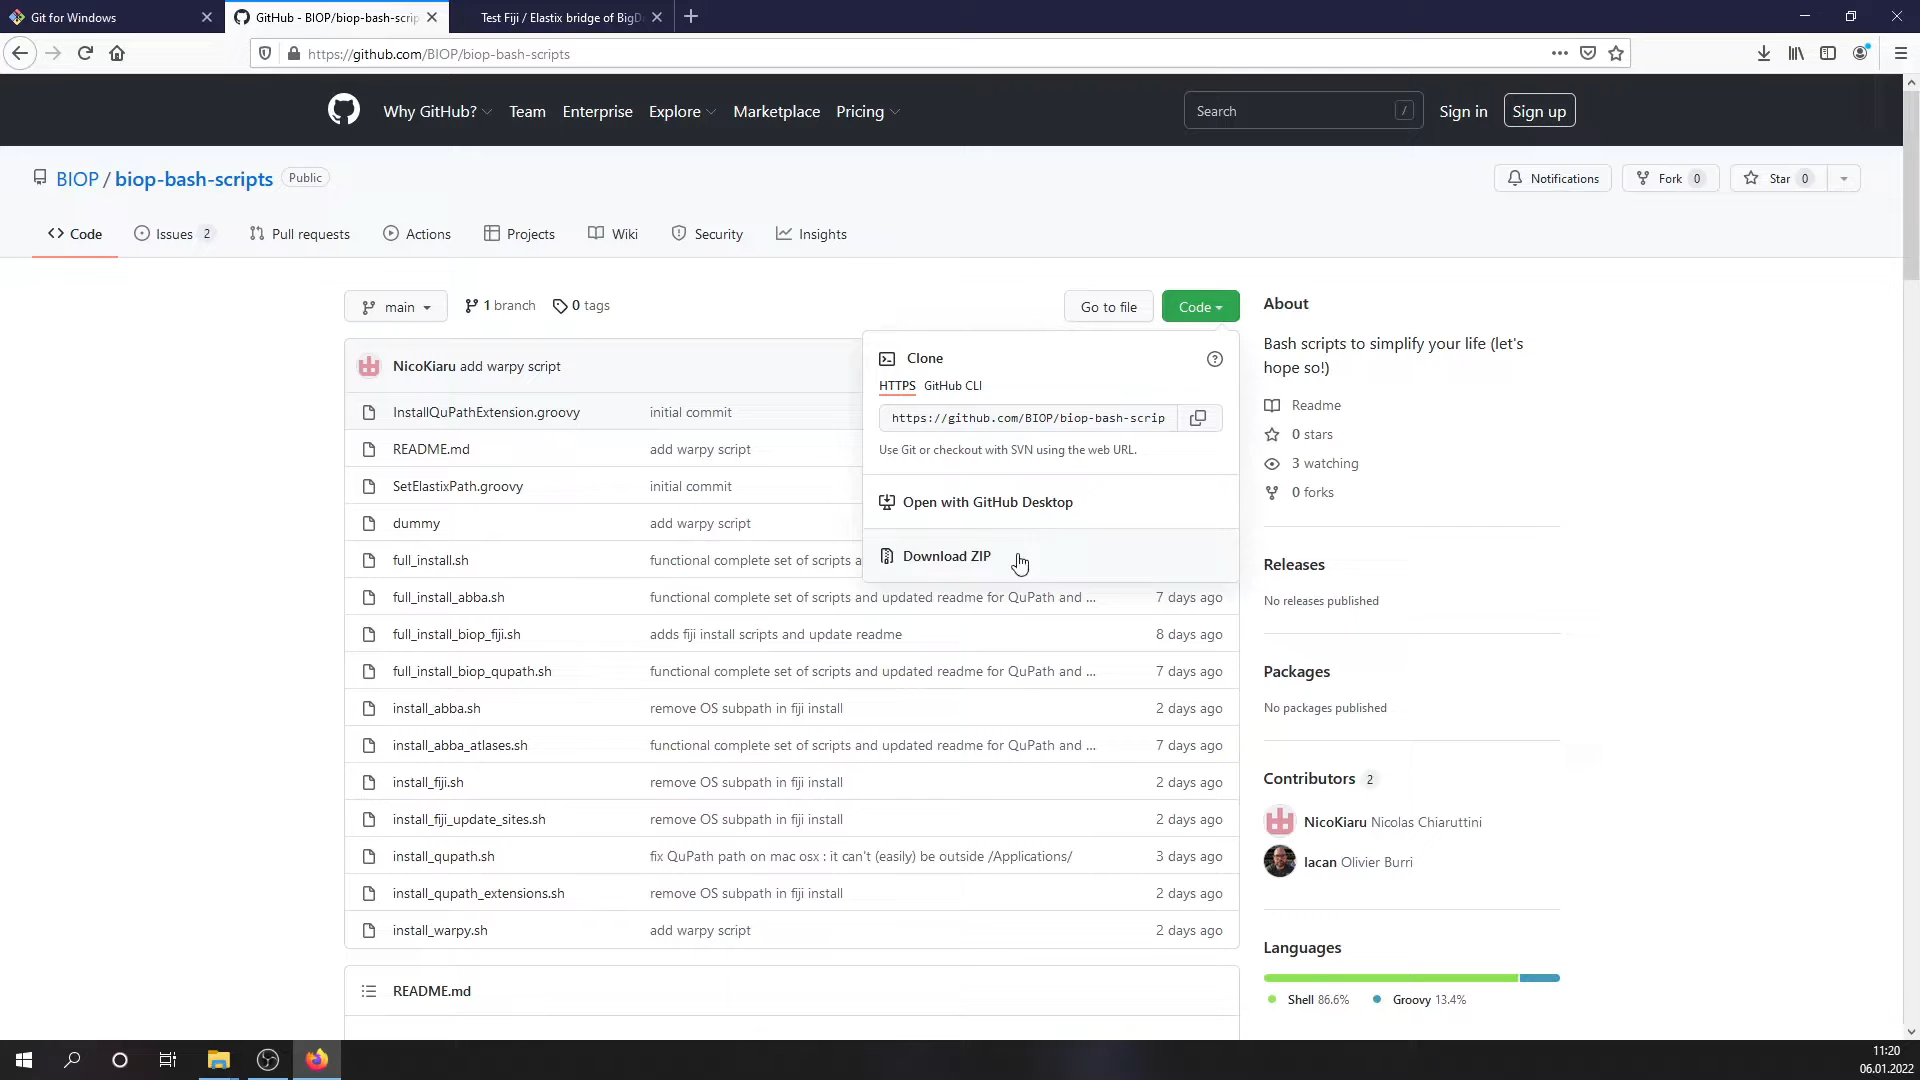 Git for Windows
GitHub - BIOP/biop-bash-scrip
Test Fiji / Elastix bridge of BigD
https://github.com/BIOP/biop-bash-scripts
Why GitHub? Team Enterprise Explore Marketplace Pricing
Search /
Sign in
Sign up
BIOP / biop-bash-scripts Public
Notifications
Fork 0
Star 0
Code
Issues 2
Pull requests
Actions
Projects
Wiki
Security
Insights
main
1 branch
0 tags
Go to file
Code
NicoKiaru add warpy script
InstallQuPathExtension.groovy initial commit
README.md add warpy script
SetElastixPath.groovy initial commit
dummy add warpy script
full_install.sh functional complete set of scripts a
full_install_abba.sh functional complete set of scripts and updated readme for QuPath and ... 7 days ago
full_install_biop_fiji.sh adds fiji install scripts and update readme 8 days ago
full_install_biop_qupath.sh functional complete set of scripts and updated readme for QuPath and ... 7 days ago
install_abba.sh remove OS subpath in fiji install 2 days ago
install_abba_atlases.sh functional complete set of scripts and updated readme for QuPath and ... 7 days ago
install_fiji.sh remove OS subpath in fiji install 2 days ago
install_fiji_update_sites.sh remove OS subpath in fiji install 2 days ago
install_qupath.sh fix QuPath path on mac osx : it can't (easily) be outside /Applications/ 3 days ago
install_qupath_extensions.sh remove OS subpath in fiji install 2 days ago
install_warpy.sh add warpy script 2 days ago
README.md
Clone
HTTPS GitHub CLI
https://github.com/BIOP/biop-bash-scrip
Use Git or checkout with SVN using the web URL.
Open with GitHub Desktop
Download ZIP
About
Bash scripts to simplify your life (let's
hope so!)
Readme
0 stars
3 watching
0 forks
Releases
No releases published
Packages
No packages published
Contributors 2
NicoKiaru Nicolas Chiaruttini
lacan Olivier Burri
Languages
Shell 86.6% Groovy 13.4%
11:20
06.01.2022